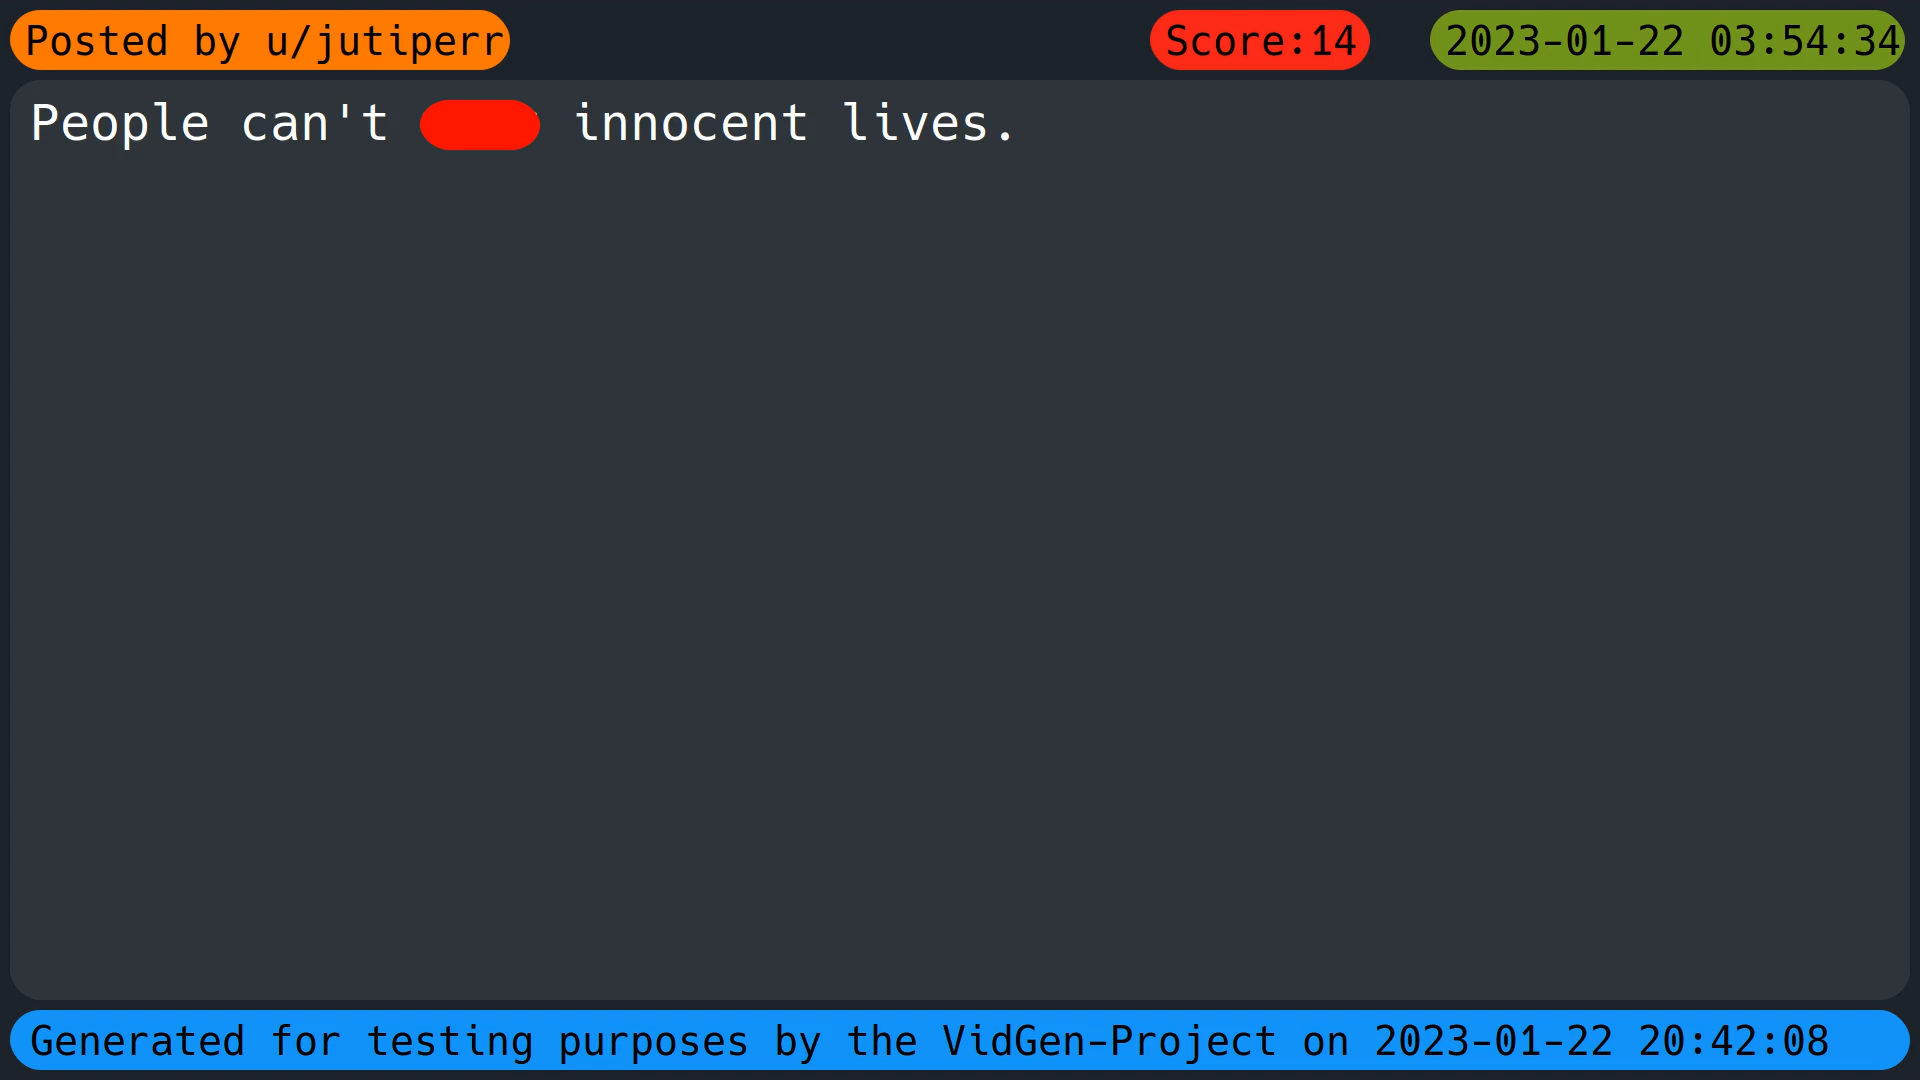 Posted by u/jutiperr Score:14 2023-01-22 03:54:34
People can't innocent lives.
Generated for testing purposes by the VidGen-Project on 2023-01-22 20:42:08